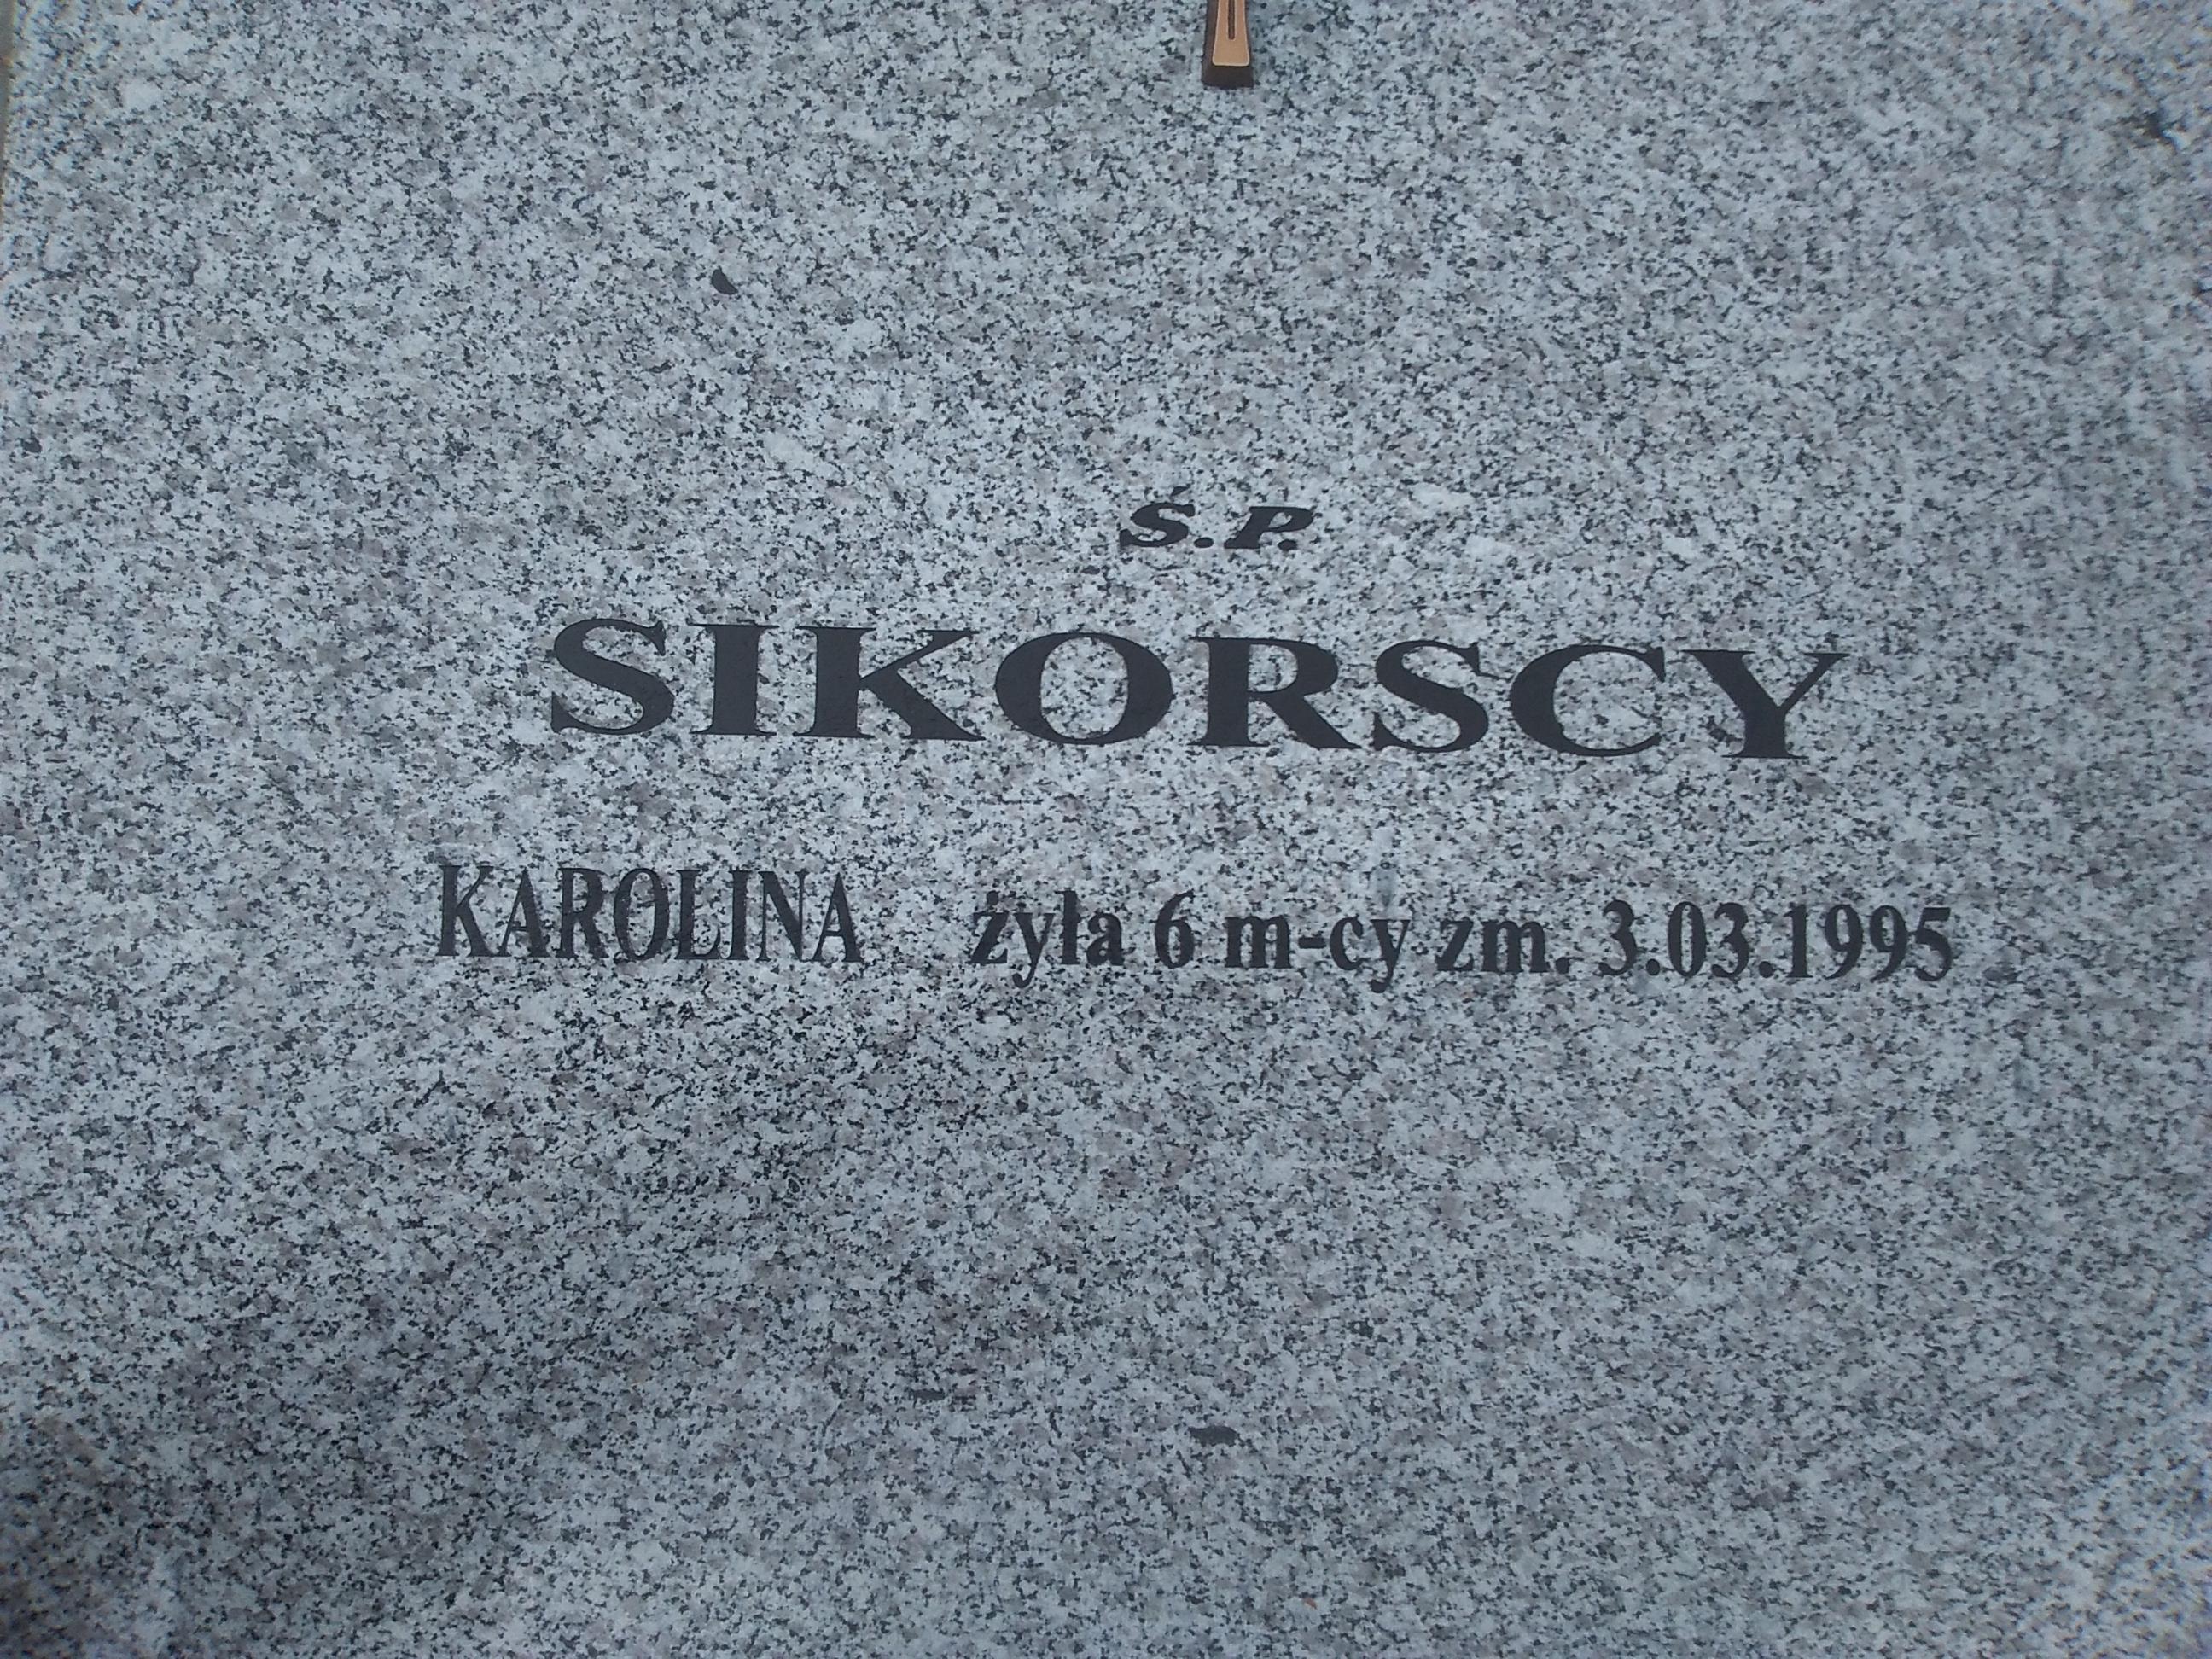 Ś.P.
SIKORSCY
KAROLINA żyła 6 m-cy zm. 3.03.1995